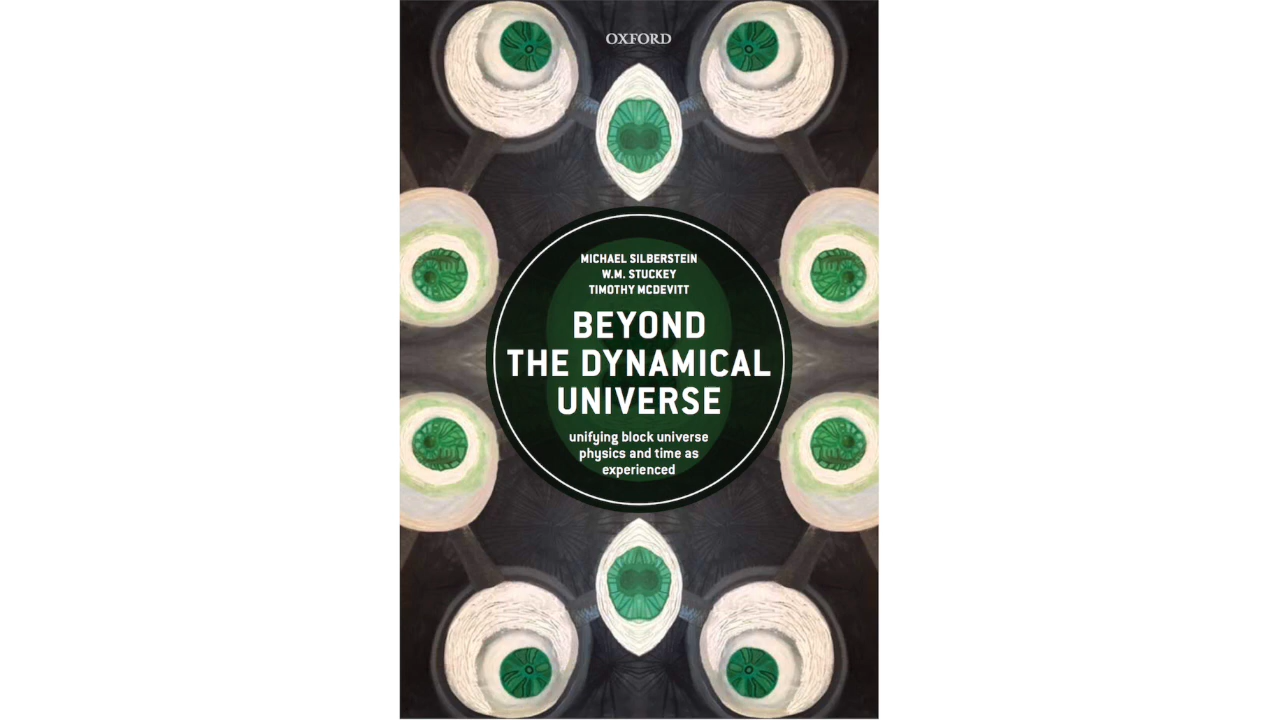 OXFORD
MICHAEL SILBERSTEIN
W.M. STUCKEY
TIMOTHY MCDEVITT
BEYOND
THE DYNAMICAL
UNIVERSE
unifying block universe
physics and time as
experienced